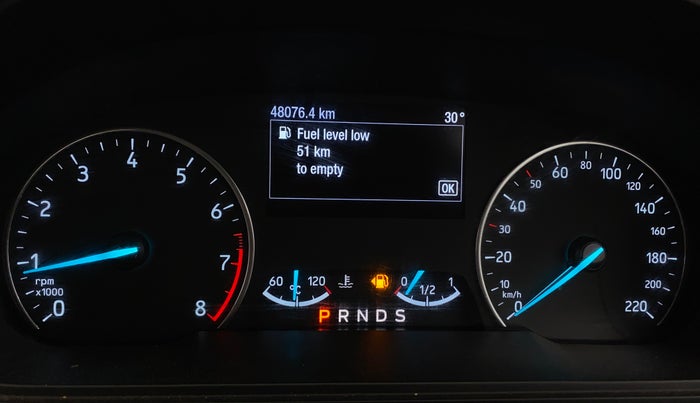 48076.4 km 30°
Fuel level low
51 km
to empty
OK
0 1 2 3 4 5 6 7 8
rpm
x1000
60 °C 120
0 1/2 1
P R N D S
0 10 20 30 40 50 60 80 100 120 140 160 180 200 220
km/h